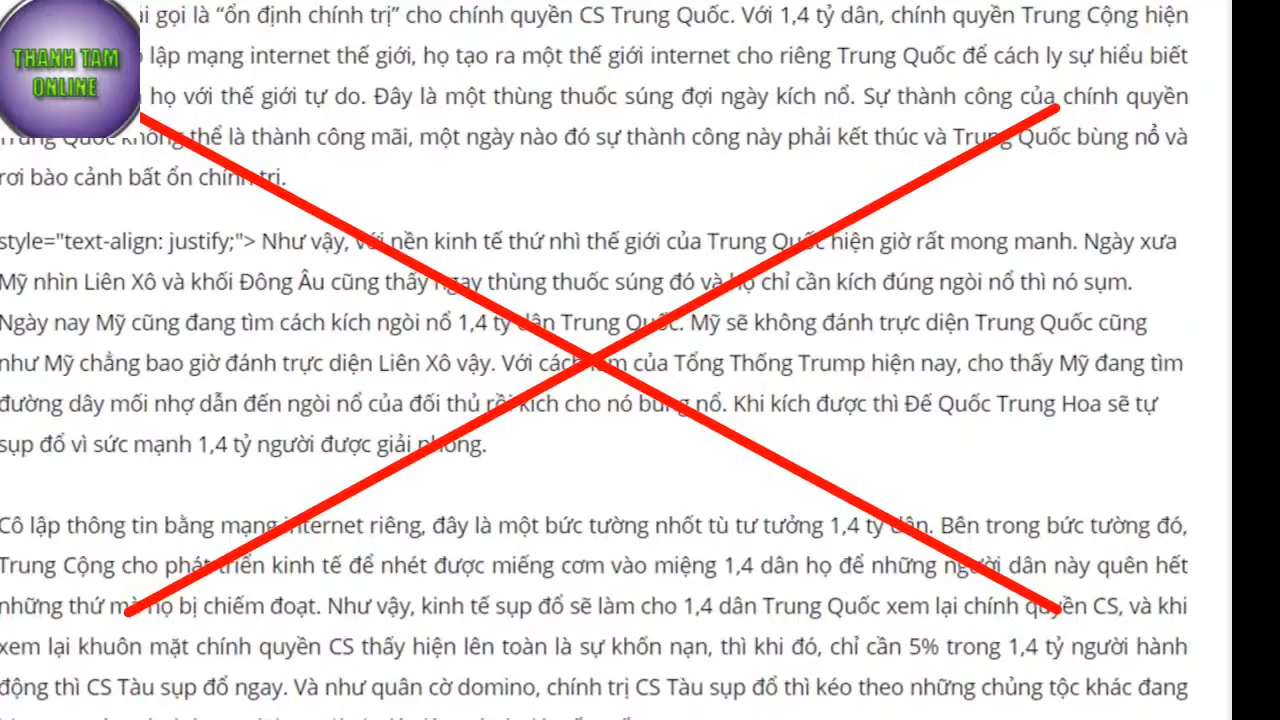 THANH TAM
ONLINE
ái gọi là “ổn định chính trị” cho chính quyền CS Trung Quốc. Với 1,4 tỷ dân, chính quyền Trung Cộng hiện
lập mạng internet thế giới, họ tạo ra một thế giới internet cho riêng Trung Quốc để cách ly sự hiểu biết
họ với thế giới tự do. Đây là một thùng thuốc súng đợi ngày kích nổ. Sự thành công của chính quyền
Trung Quốc không thể là thành công mãi, một ngày nào đó sự thành công này phải kết thúc và Trung Quốc bùng nổ và
rơi bào cảnh bất ổn chính trị.
style="text-align: justify;"> Như vậy, với nền kinh tế thứ nhì thế giới của Trung Quốc hiện giờ rất mong manh. Ngày xưa
Mỹ nhìn Liên Xô và khối Đông Âu cũng thấy ngay thùng thuốc súng đó và họ chỉ cần kích đúng ngòi nổ thì nó sụm.
Ngày nay Mỹ cũng đang tìm cách kích ngòi nổ 1,4 tỷ dân Trung Quốc. Mỹ sẽ không đánh trực diện Trung Quốc cũng
như Mỹ chẳng bao giờ đánh trực diện Liên Xô vậy. Với cách làm của Tổng Thống Trump hiện nay, cho thấy Mỹ đang tìm
đường dây mối nhợ dẫn đến ngòi nổ của đối thủ rồi kích cho nó bùng nổ. Khi kích được thì Đế Quốc Trung Hoa sẽ tự
sụp đổ vì sức mạnh 1,4 tỷ người được giải phóng.
Cô lập thông tin bằng mạng internet riêng, đây là một bức tường nhốt tù tư tưởng 1,4 tỷ dân. Bên trong bức tường đó,
Trung Cộng cho phát triển kinh tế để nhét được miếng cơm vào miệng 1,4 dân họ để những người dân này quên hết
những thứ mà họ bị chiếm đoạt. Như vậy, kinh tế sụp đổ sẽ làm cho 1,4 dân Trung Quốc xem lại chính quyền CS, và khi
xem lại khuôn mặt chính quyền CS thấy hiện lên toàn là sự khốn nạn, thì khi đó, chỉ cần 5% trong 1,4 tỷ người hành
động thì CS Tàu sụp đổ ngay. Và như quân cờ domino, chính trị CS Tàu sụp đổ thì kéo theo những chủng tộc khác đang